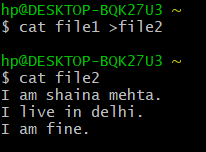 hp@DESKTOP-BQK27U3 ~
$ cat file1 >file2
hp@DESKTOP-BQK27U3 ~
$ cat file2
I am shaina mehta.
I live in delhi.
I am fine.